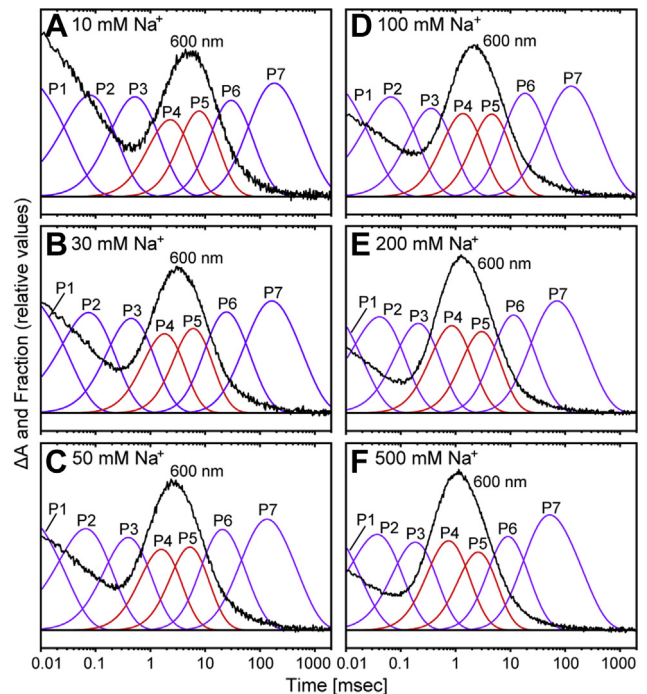 A 10 mM Na⁺
600 nm
P1 P2 P3 P4 P5 P6 P7
D 100 mM Na⁺
600 nm
P1 P2 P3 P4 P5 P6 P7
B 30 mM Na⁺
600 nm
P1 P2 P3 P4 P5 P6 P7
E 200 mM Na⁺
600 nm
P1 P2 P3 P4 P5 P6 P7
C 50 mM Na⁺
600 nm
P1 P2 P3 P4 P5 P6 P7
F 500 mM Na⁺
600 nm
P1 P2 P3 P4 P5 P6 P7
ΔA and Fraction (relative values)
0.01 0.1 1 10 100 1000
0.01 0.1 1 10 100 1000
Time [msec]